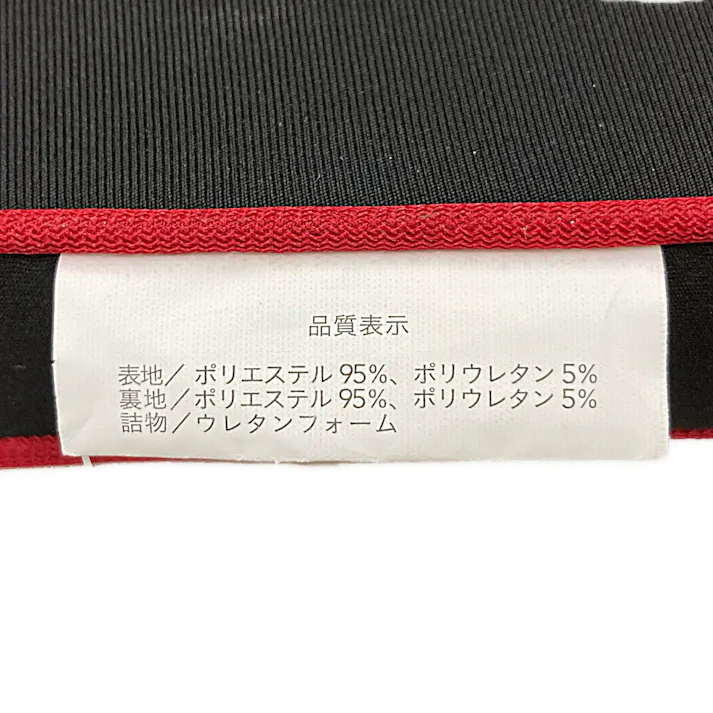 品質表示
表地／ポリエステル 95%、ポリウレタン 5%
裏地／ポリエステル 95%、ポリウレタン 5%
詰物／ウレタンフォーム